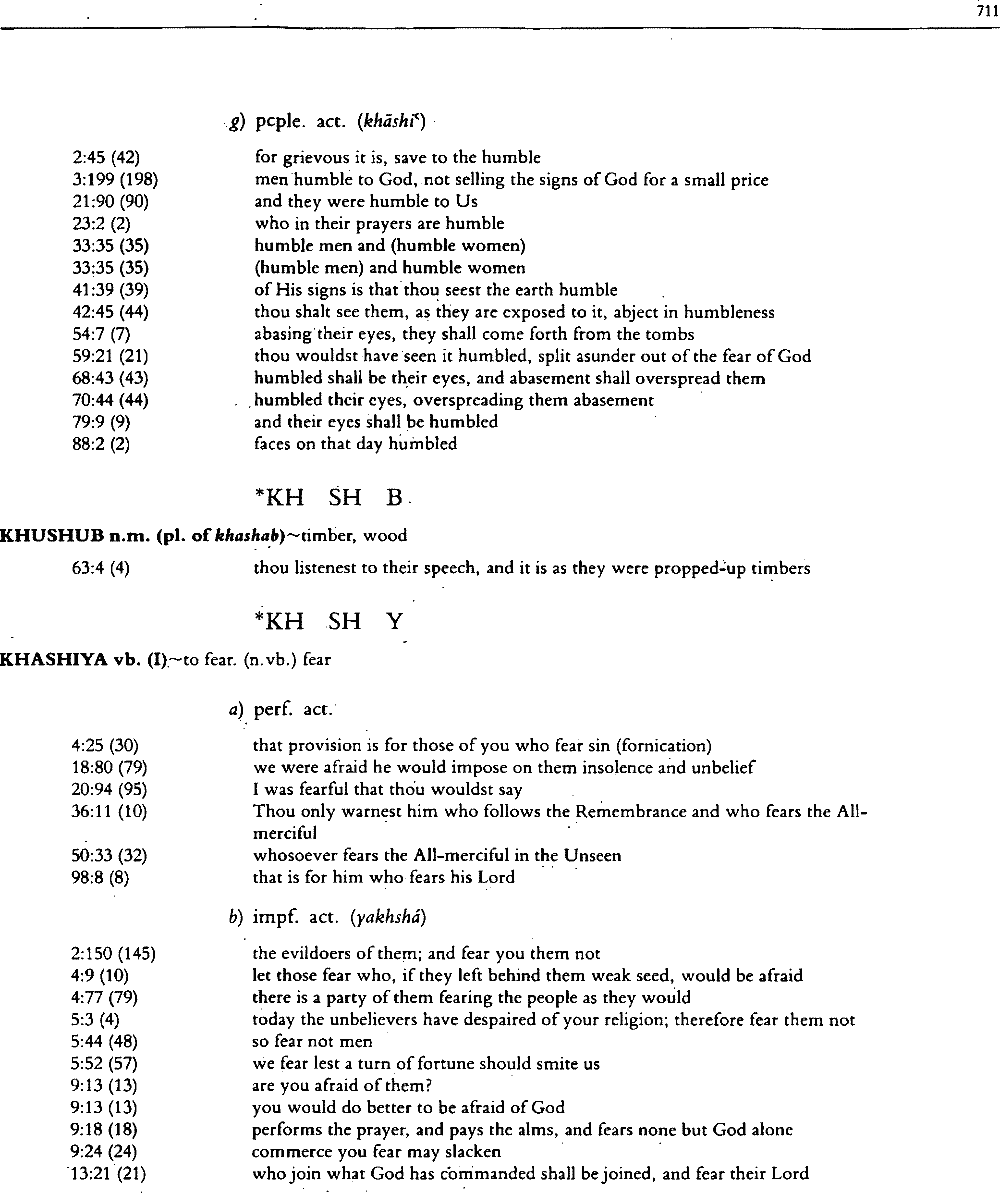 711
g) pcple. act. (khāshiʿ)
2:45 (42) for grievous it is, save to the humble
3:199 (198) men humble to God, not selling the signs of God for a small price
21:90 (90) and they were humble to Us
23:2 (2) who in their prayers are humble
33:35 (35) humble men and (humble women)
33:35 (35) (humble men) and humble women
41:39 (39) of His signs is that thou seest the earth humble
42:45 (44) thou shalt see them, as they are exposed to it, abject in humbleness
54:7 (7) abasing their eyes, they shall come forth from the tombs
59:21 (21) thou wouldst have seen it humbled, split asunder out of the fear of God
68:43 (43) humbled shall be their eyes, and abasement shall overspread them
70:44 (44) humbled their eyes, overspreading them abasement
79:9 (9) and their eyes shall be humbled
88:2 (2) faces on that day humbled
*KH SH B
KHUSHUB n.m. (pl. of khashab)~timber, wood
63:4 (4) thou listenest to their speech, and it is as they were propped-up timbers
*KH SH Y
KHASHIYA vb. (I)~to fear. (n.vb.) fear
a) perf. act.
4:25 (30) that provision is for those of you who fear sin (fornication)
18:80 (79) we were afraid he would impose on them insolence and unbelief
20:94 (95) I was fearful that thou wouldst say
36:11 (10) Thou only warnest him who follows the Remembrance and who fears the All-
merciful
50:33 (32) whosoever fears the All-merciful in the Unseen
98:8 (8) that is for him who fears his Lord
b) impf. act. (yakhshá)
2:150 (145) the evildoers of them; and fear you them not
4:9 (10) let those fear who, if they left behind them weak seed, would be afraid
4:77 (79) there is a party of them fearing the people as they would
5:3 (4) today the unbelievers have despaired of your religion; therefore fear them not
5:44 (48) so fear not men
5:52 (57) we fear lest a turn of fortune should smite us
9:13 (13) are you afraid of them?
9:13 (13) you would do better to be afraid of God
9:18 (18) performs the prayer, and pays the alms, and fears none but God alone
9:24 (24) commerce you fear may slacken
13:21 (21) who join what God has commanded shall be joined, and fear their Lord